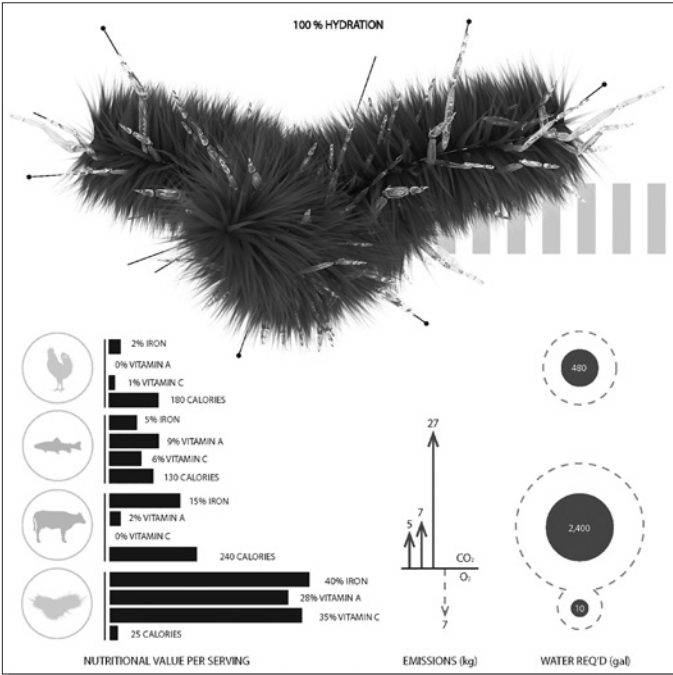 100 % HYDRATION
2% IRON
0% VITAMIN A
1% VITAMIN C
180 CALORIES
5% IRON
9% VITAMIN A
6% VITAMIN C
130 CALORIES
15% IRON
2% VITAMIN A
0% VITAMIN C
240 CALORIES
40% IRON
28% VITAMIN A
35% VITAMIN C
25 CALORIES
NUTRITIONAL VALUE PER SERVING
27
7
5
CO₂
O₂
7
EMISSIONS (kg)
480
2,400
10
WATER REQ'D (gal)